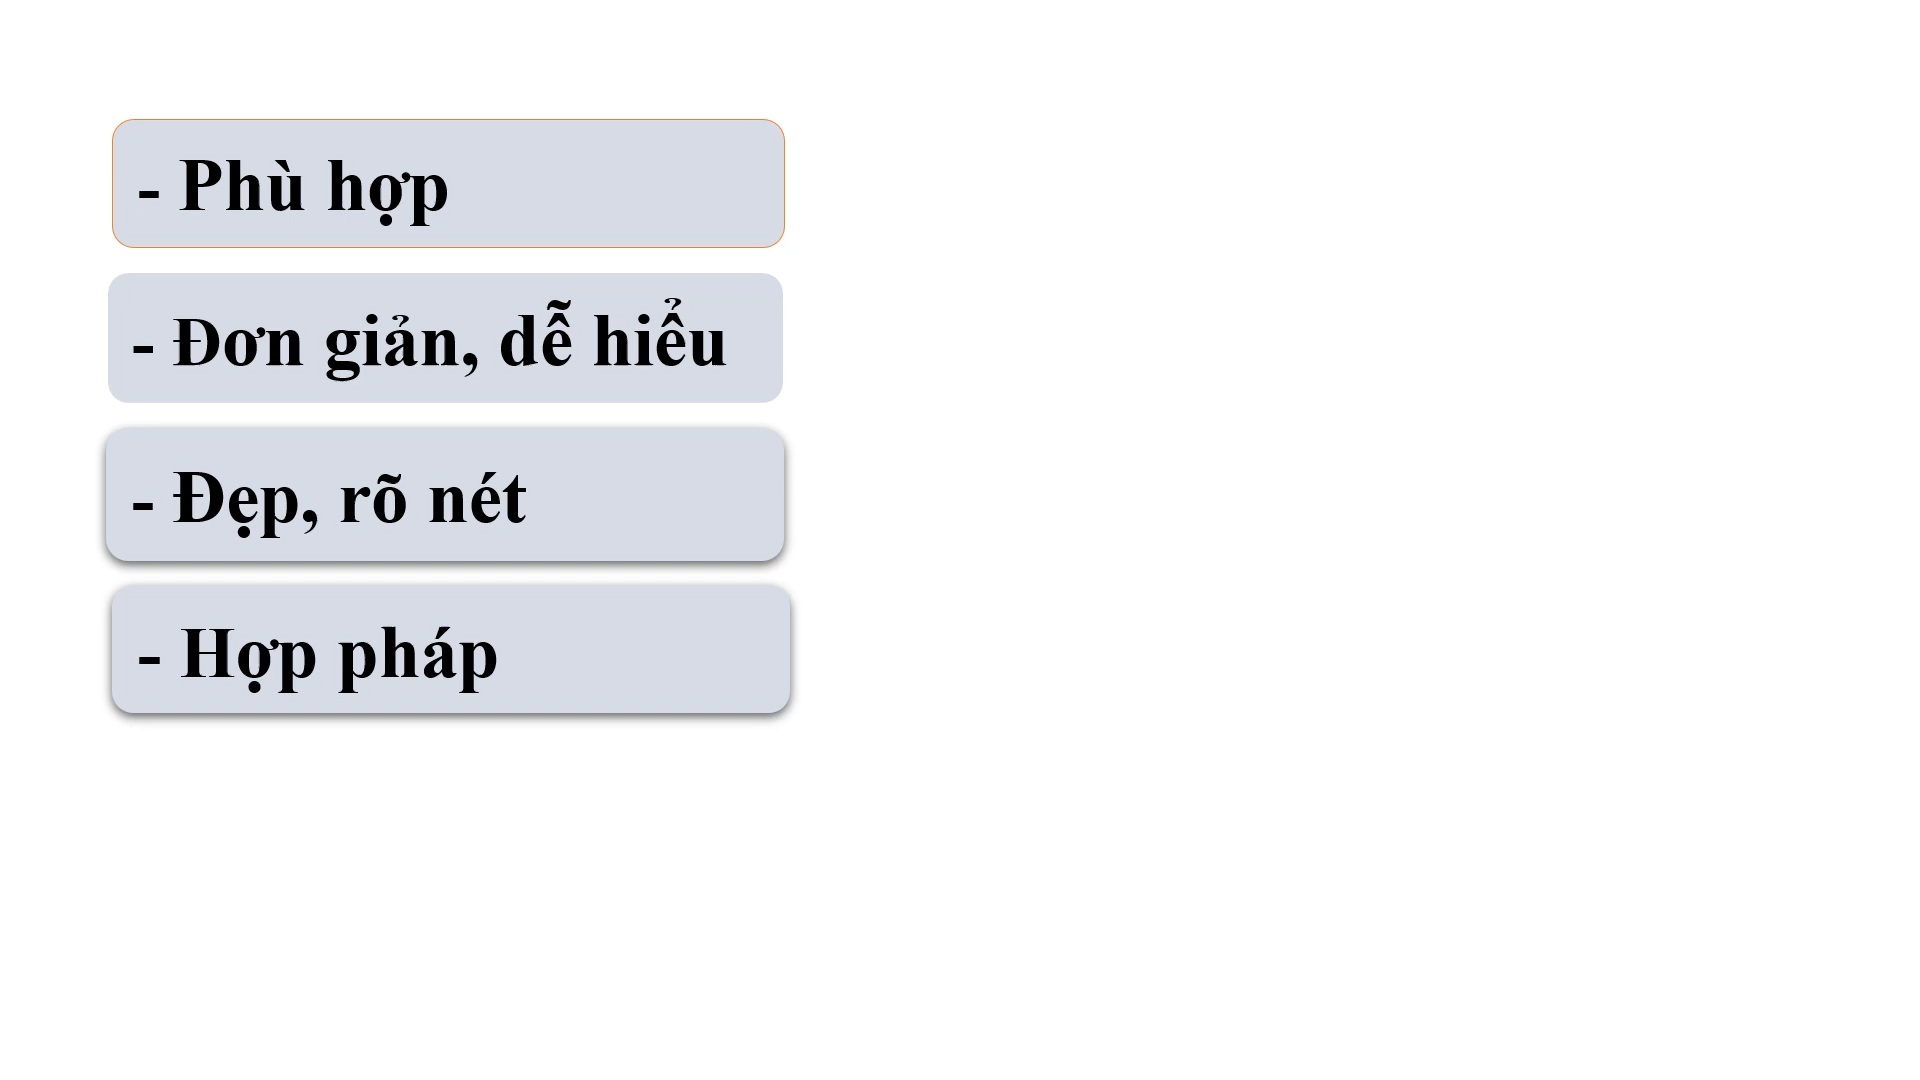 - Phù hợp
- Đơn giản, dễ hiểu
- Đẹp, rõ nét
- Hợp pháp